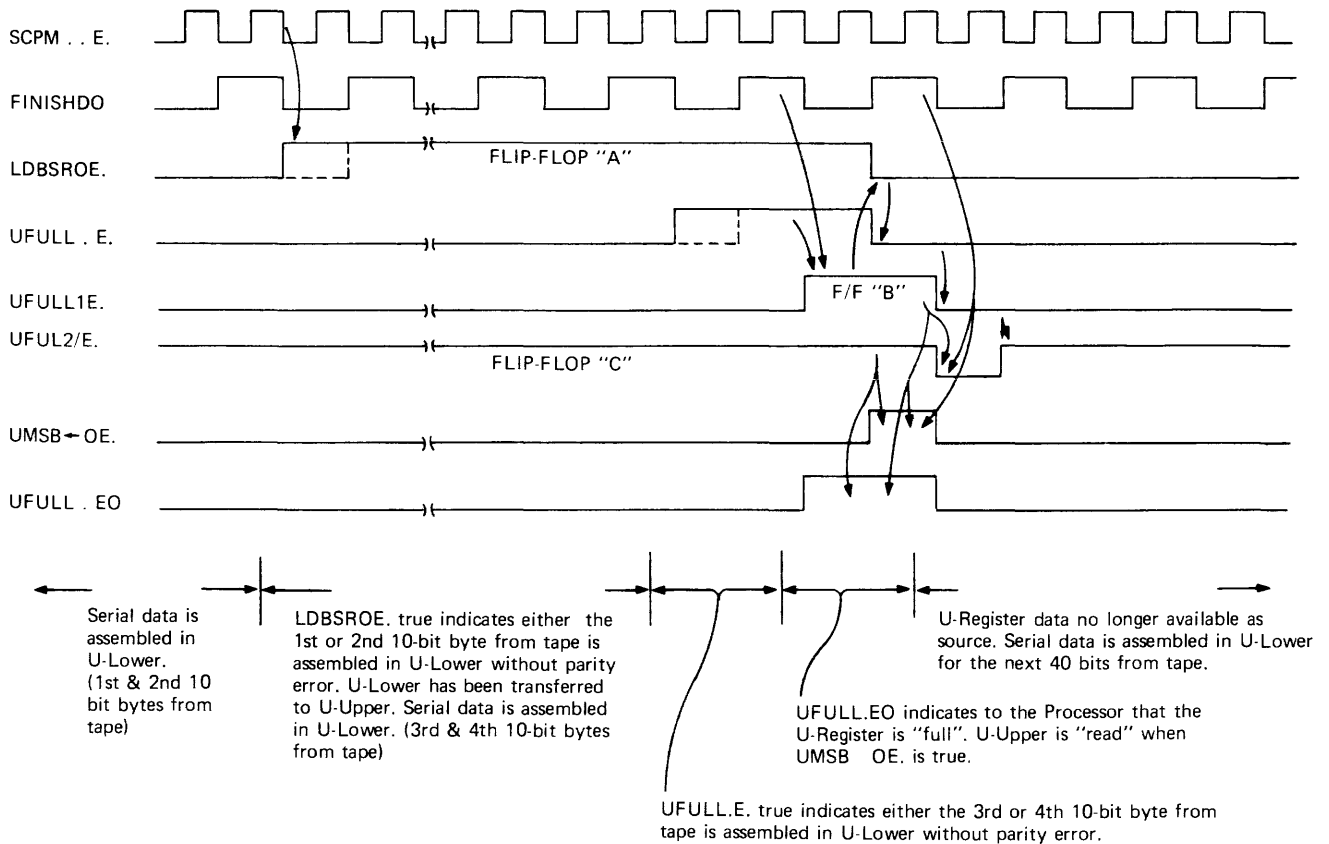 SCPM . . E.
FINISHDO
LDBSROE.
FLIP-FLOP "A"
UFULL . E.
UFULL1E.
F/F "B"
UFUL2/E.
FLIP-FLOP "C"
UMSB←OE.
UFULL . EO
Serial data is
assembled in
U-Lower.
(1st & 2nd 10
bit bytes from
tape)
LDBSROE. true indicates either the
1st or 2nd 10-bit byte from tape is
assembled in U-Lower without parity
error. U-Lower has been transferred
to U-Upper. Serial data is assembled
in U-Lower. (3rd & 4th 10-bit bytes
from tape)
U-Register data no longer available as
source. Serial data is assembled in U-Lower
for the next 40 bits from tape.
UFULL.EO indicates to the Processor that the
U-Register is "full". U-Upper is "read" when
UMSB OE. is true.
UFULL.E. true indicates either the 3rd or 4th 10-bit byte from
tape is assembled in U-Lower without parity error.